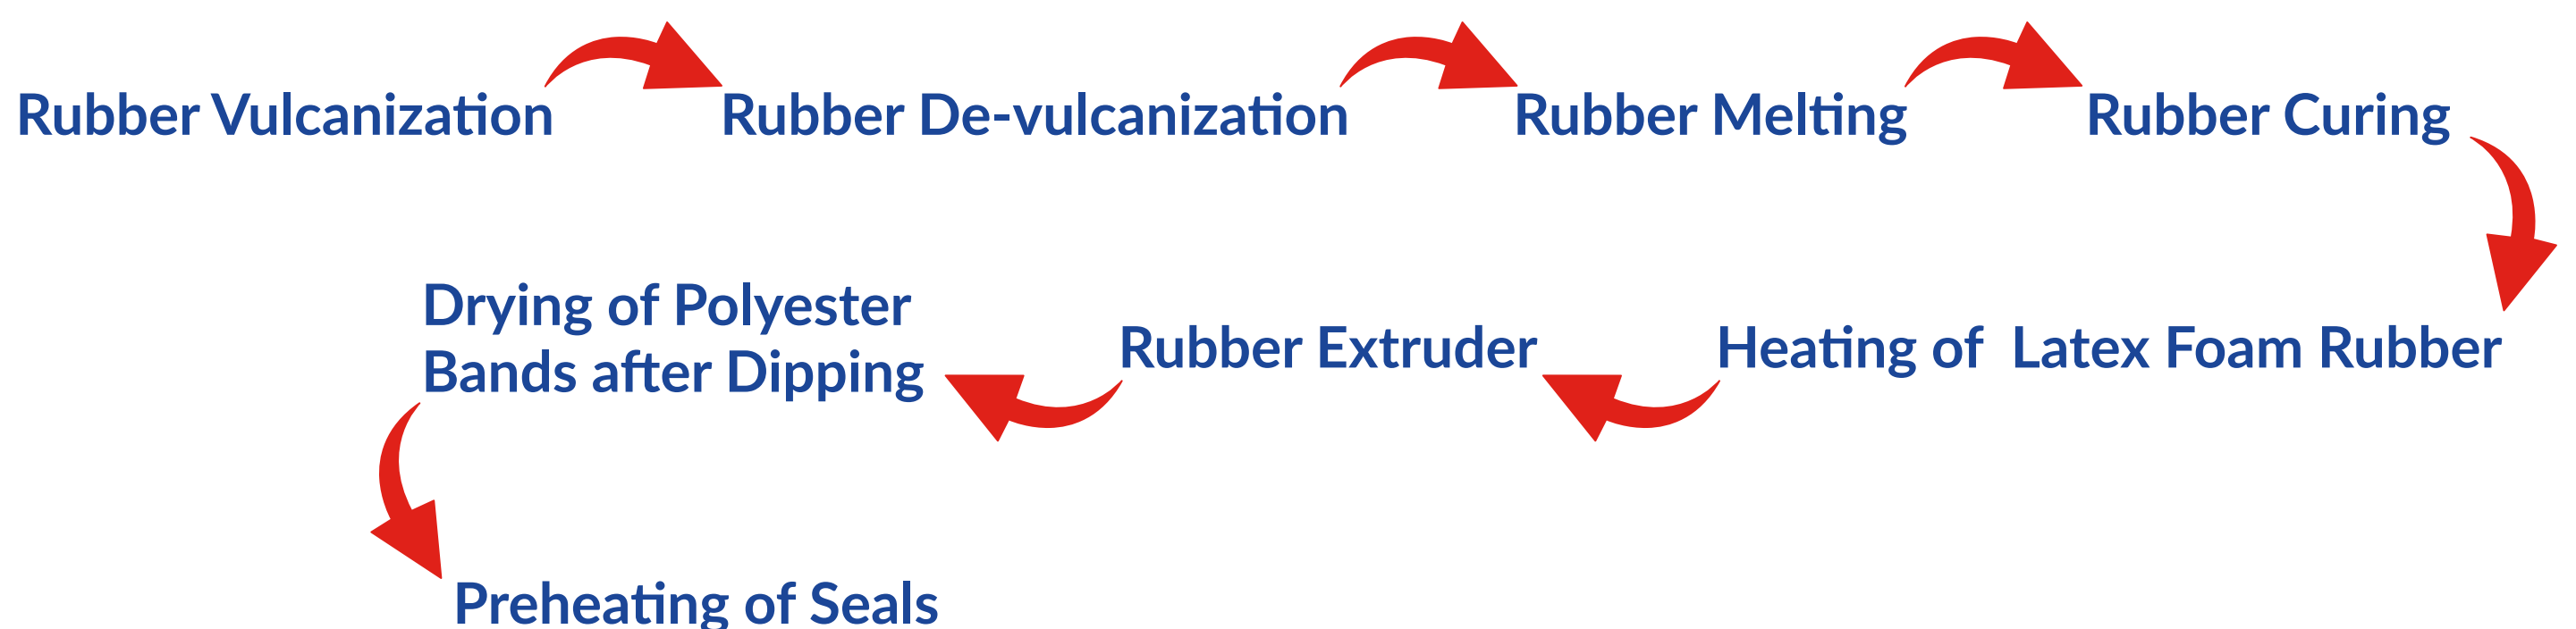 Rubber Vulcanization
Rubber De-vulcanization
Rubber Melting
Rubber Curing
Heating of Latex Foam Rubber
Rubber Extruder
Drying of Polyester
Bands after Dipping
Preheating of Seals